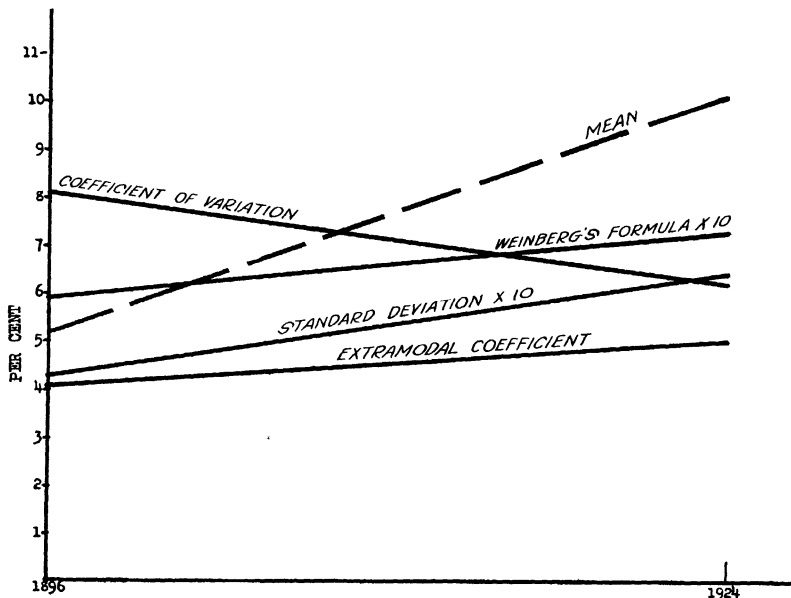 11
10
MEAN
9
COEFFICIENT OF VARIATION
8
WEINBERG'S FORMULA X 10
7
6
STANDARD DEVIATION X 10
5
EXTRAMODAL COEFFICIENT
PER CENT
4
3
2
1
1896
1924